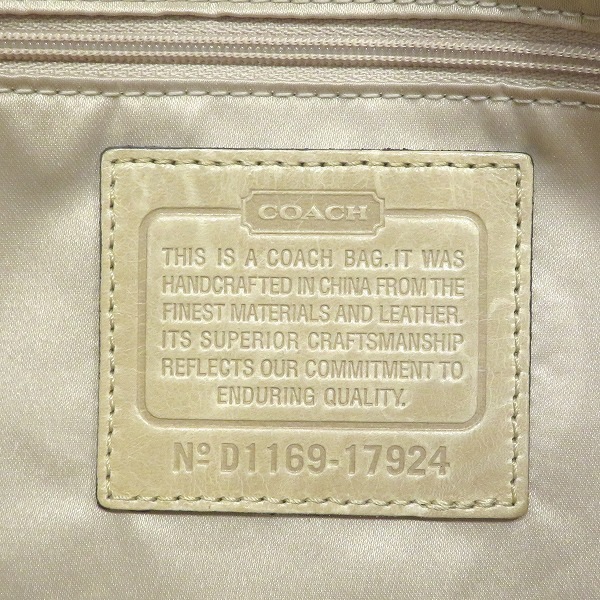 COACH
THIS IS A COACH BAG. IT WAS
HANDCRAFTED IN CHINA FROM THE
FINEST MATERIALS AND LEATHER.
ITS SUPERIOR CRAFTSMANSHIP
REFLECTS OUR COMMITMENT TO
ENDURING QUALITY.
Nº D1169-17924